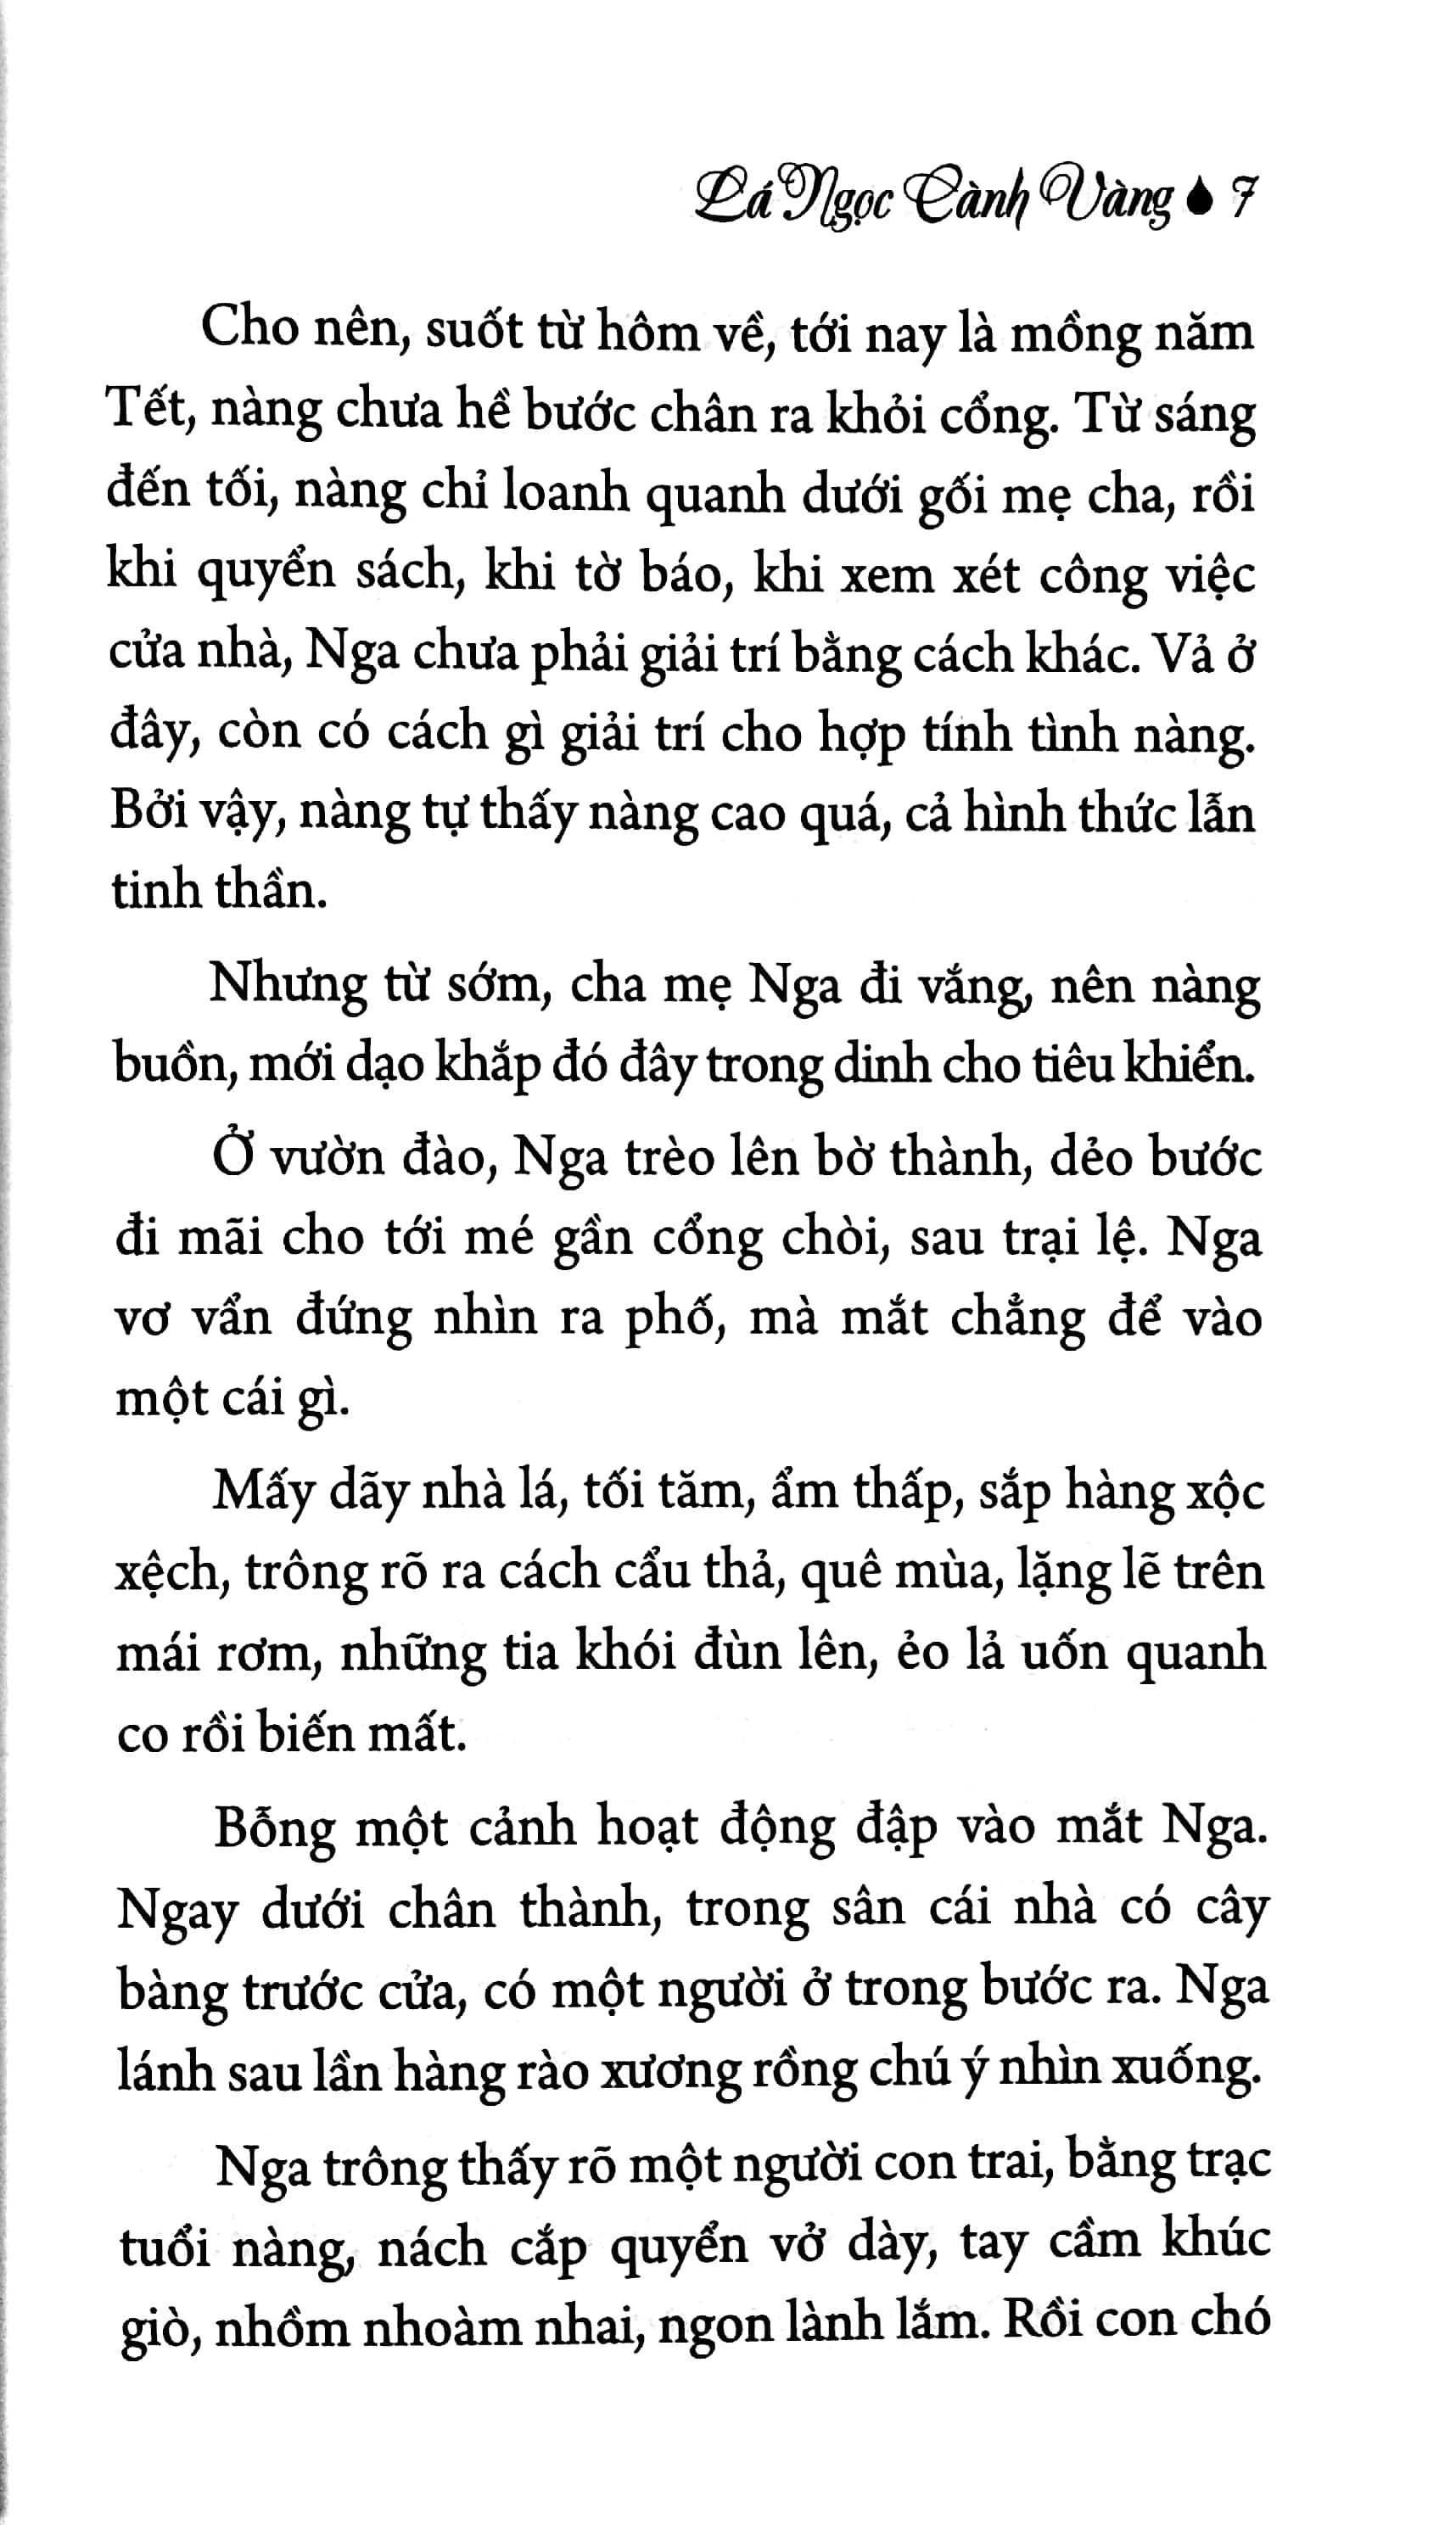 Lá Ngọc Cành Vàng 7
Cho nên, suốt từ hôm về, tới nay là mồng năm
Tết, nàng chưa hề bước chân ra khỏi cổng. Từ sáng
đến tối, nàng chỉ loanh quanh dưới gối mẹ cha, rồi
khi quyển sách, khi tờ báo, khi xem xét công việc
cửa nhà, Nga chưa phải giải trí bằng cách khác. Vả ở
đây, còn có cách gì giải trí cho hợp tính tình nàng.
Bởi vậy, nàng tự thấy nàng cao quá, cả hình thức lẫn
tinh thần.
Nhưng từ sớm, cha mẹ Nga đi vắng, nên nàng
buồn, mới dạo khắp đó đây trong dinh cho tiêu khiển.
Ở vườn đào, Nga trèo lên bờ thành, dẻo bước
đi mãi cho tới mé gần cổng chòi, sau trại lệ. Nga
vơ vẩn đứng nhìn ra phố, mà mắt chẳng để vào
một cái gì.
Mấy dãy nhà lá, tối tăm, ẩm thấp, sắp hàng xộc
xệch, trông rõ ra cách cẩu thả, quê mùa, lặng lẽ trên
mái rơm, những tia khói đùn lên, ẻo lả uốn quanh
co rồi biến mất.
Bỗng một cảnh hoạt động đập vào mắt Nga.
Ngay dưới chân thành, trong sân cái nhà có cây
bàng trước cửa, có một người ở trong bước ra. Nga
lánh sau lần hàng rào xương rồng chú ý nhìn xuống.
Nga trông thấy rõ một người con trai, bằng trạc
tuổi nàng, nách cắp quyển vở dày, tay cầm khúc
giò, nhồm nhoàm nhai, ngon lành lắm. Rồi con chó